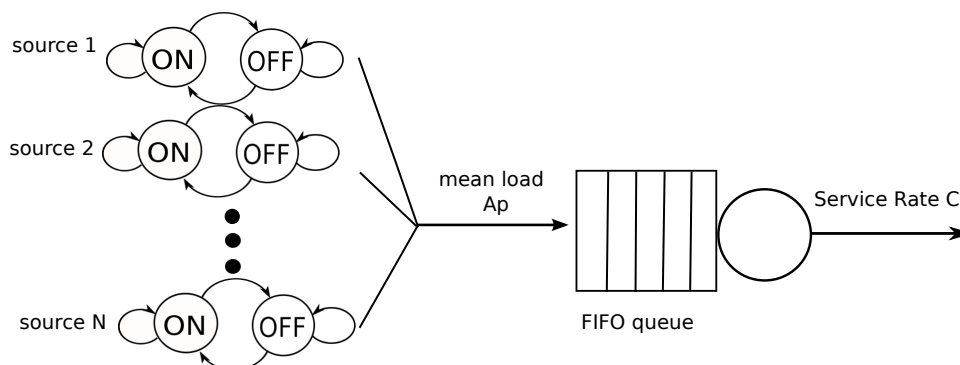 source 1
ON
OFF
source 2
ON
OFF
mean load
Ap
Service Rate C
source N
ON
OFF
FIFO queue